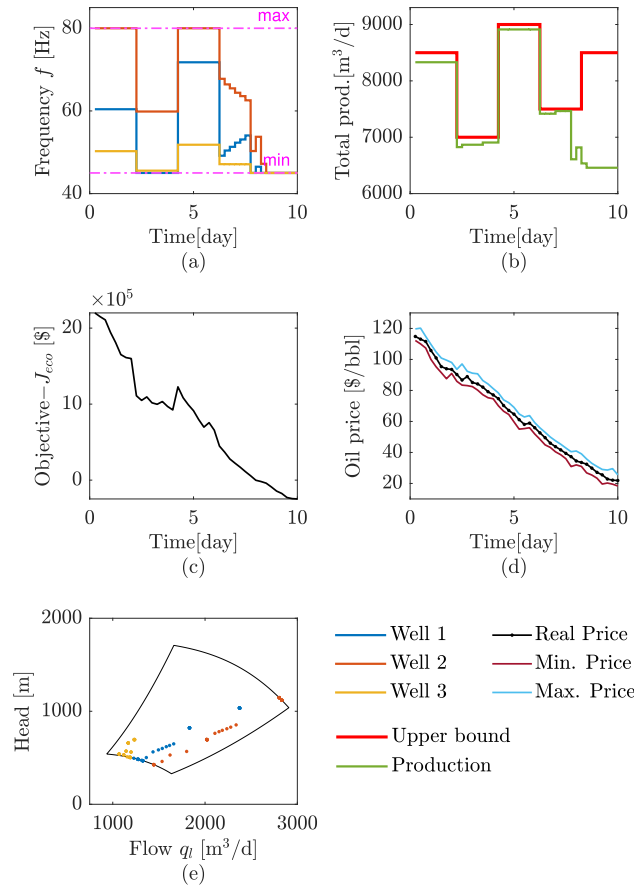 80
60
40
Frequency f [Hz]
max
min
0
5
10
Time[day]
(a)
9000
8000
7000
6000
Total prod.[m³/d]
0
5
10
Time[day]
(b)
×10⁵
20
10
0
Objective−J_eco [$]
0
5
10
Time[day]
(c)
120
100
80
60
40
20
Oil price [$/bbl]
0
5
10
Time[day]
(d)
2000
1000
0
Head [m]
1000
2000
3000
Flow q_l [m³/d]
(e)
Well 1
Well 2
Well 3
Real Price
Min. Price
Max. Price
Upper bound
Production